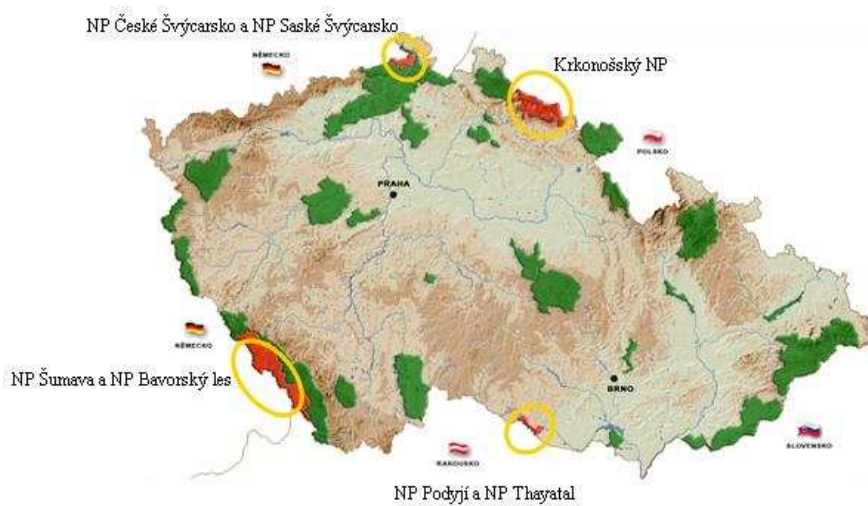 NP České Švýcarsko a NP Saské Švýcarsko
NĚMECKO
Krkonošský NP
POLSKO
PRAHA
NĚMECKO
NP Šumava a NP Bavorský les
BRNO
SLOVENSKO
RAKOUSKO
NP Podyjí a NP Thayatal